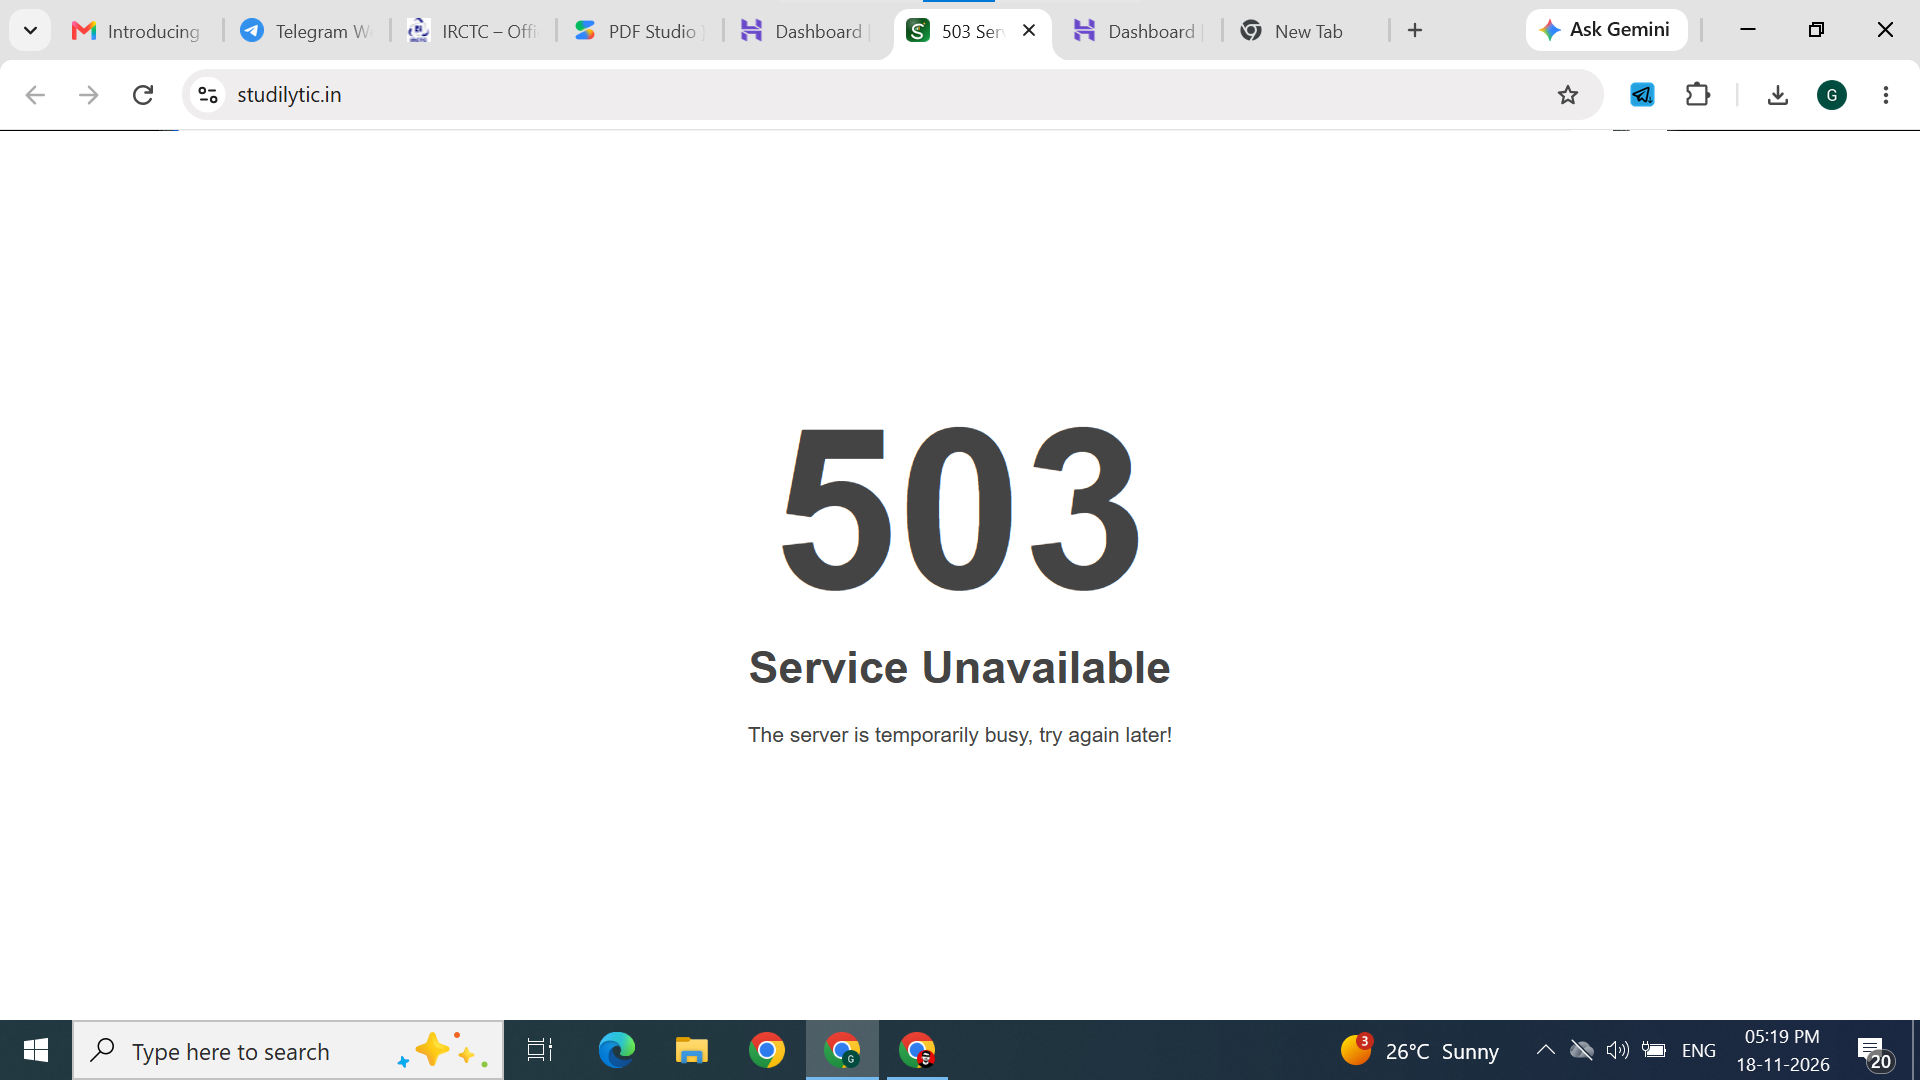 Introducing
Telegram W
IRCTC – Offi
PDF Studio
Dashboard
503 Ser
Dashboard
New Tab
Ask Gemini
studilytic.in
G
503
Service Unavailable
The server is temporarily busy, try again later!
Type here to search
G
3
26°C Sunny
ENG
05:19 PM
18-11-2026
20